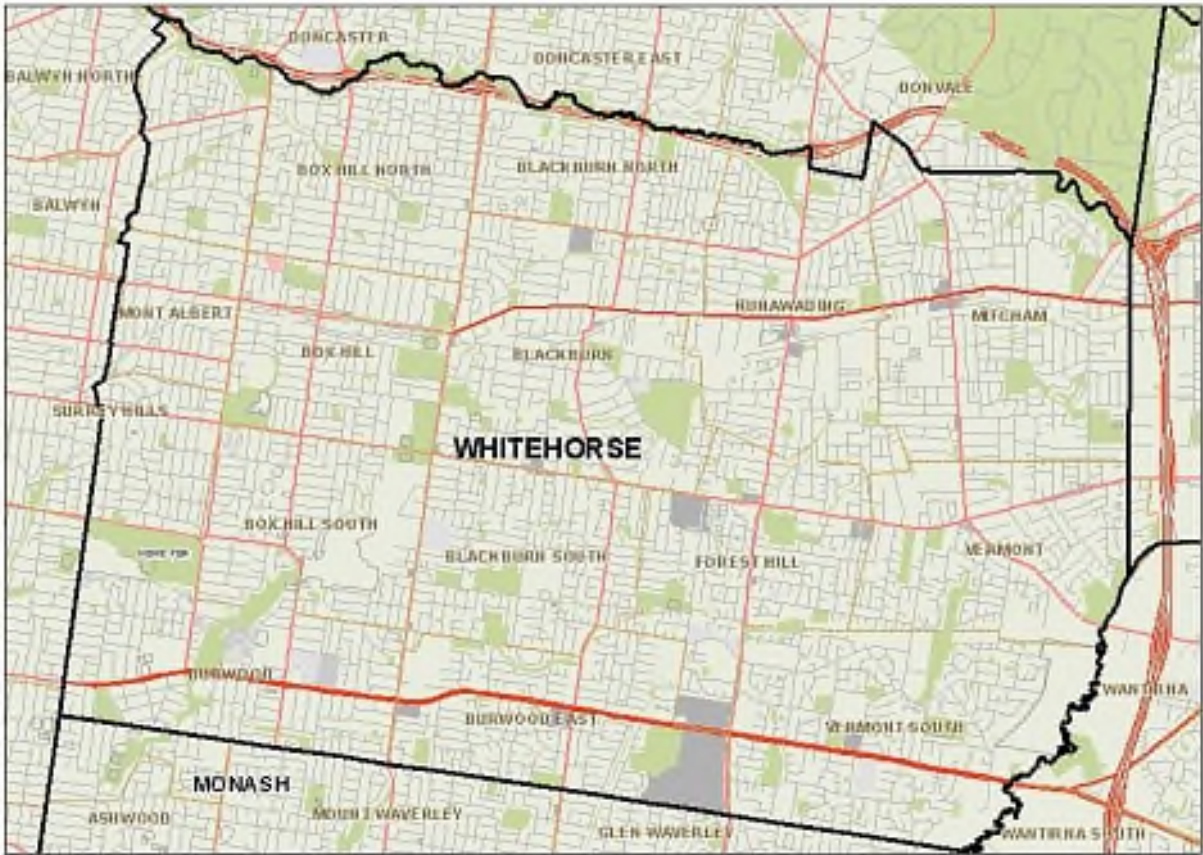 DONCASTER
DONCASTER EAST
BALWYN NORTH
DONVALE
BOX HILL NORTH
BLACKBURN NORTH
BALWYN
MONT ALBERT
NUNAWADING
MITCHAM
BOX HILL
BLACKBURN
SURREY HILLS
WHITEHORSE
BOX HILL SOUTH
BLACKBURN SOUTH
FOREST HILL
VERMONT
BURWOOD
WANTIRNA
BURWOOD EAST
VERMONT SOUTH
MONASH
ASHWOOD
MOUNT WAVERLEY
GLEN WAVERLEY
WANTIRNA SOUTH